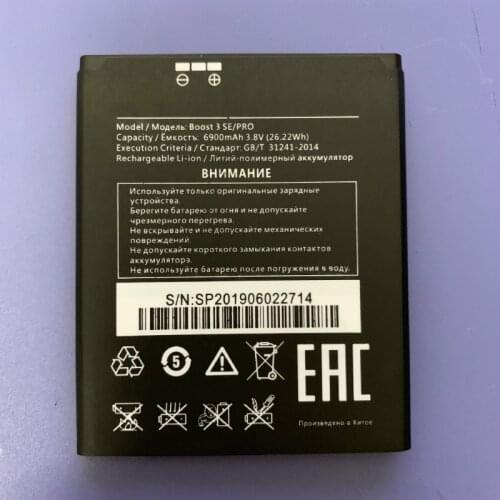 Model / Модель: Boost 3 SE/PRO
Capacity / Ёмкость: 6900mAh 3.8V (26.22Wh)
Execution Criteria / Стандарт: GB/T 31241-2014
Rechargeable Li-ion / Литий-полимерный аккумулятор
ВНИМАНИЕ
Используйте только оригинальные зарядные
устройства.
Берегите батарею от огня и не допускайте
чрезмерного перегрева.
Не вскрывайте и не допускайте механических
повреждений.
Не допускайте короткого замыкания контактов
аккумулятора.
Не используйте батарею после погружения в воду.
S/N:SP201906022714
5
EAC
Произведено в Китае